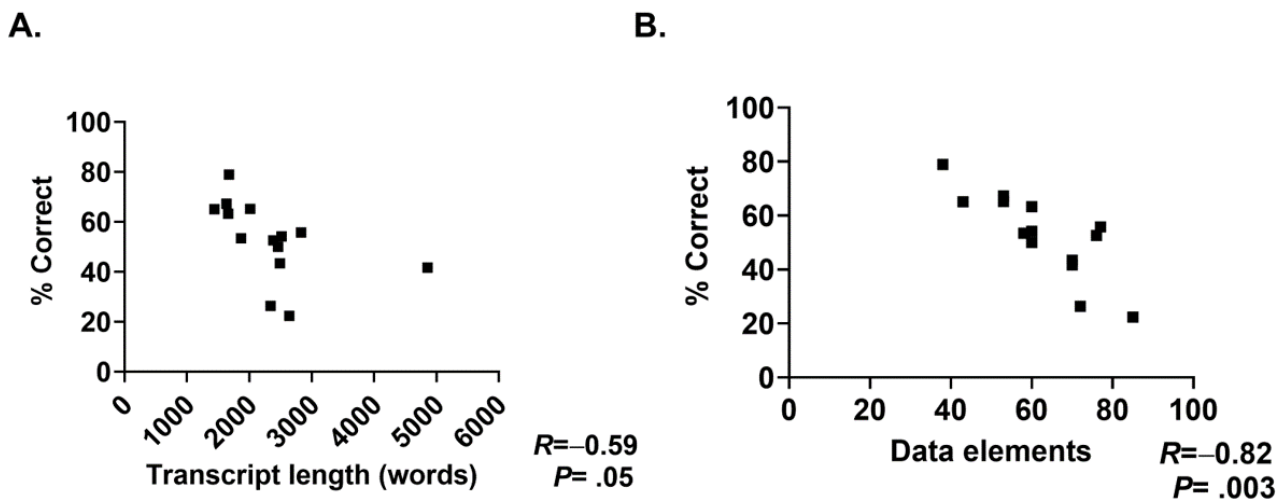 A.
% Correct
100
80
60
40
20
0
0 1000 2000 3000 4000 5000 6000
Transcript length (words)
R=–0.59
P= .05
B.
% Correct
100
80
60
40
20
0
0 20 40 60 80 100
Data elements
R=–0.82
P= .003